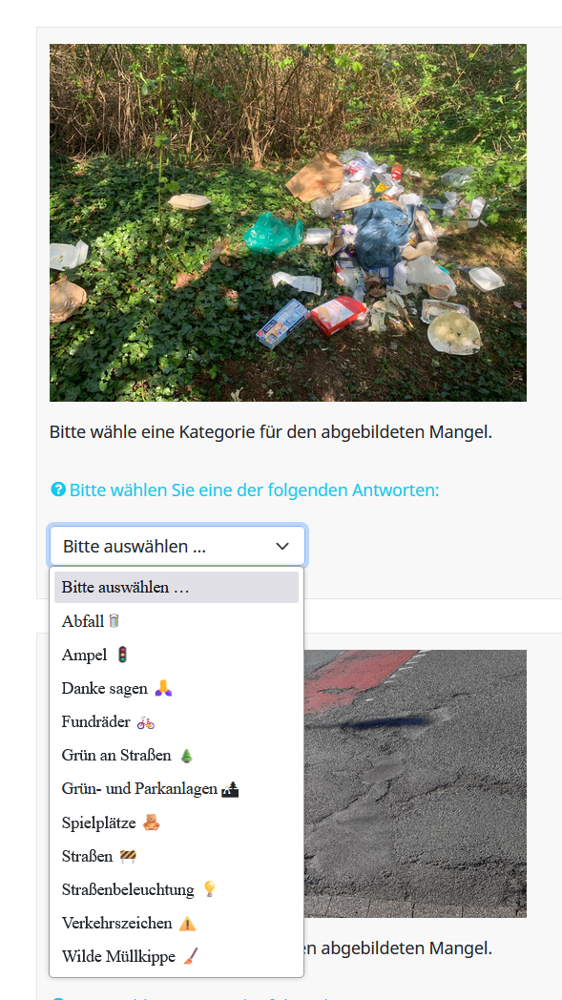 Bitte wähle eine Kategorie für den abgebildeten Mangel.
Bitte wählen Sie eine der folgenden Antworten:
Bitte auswählen ...
Bitte auswählen …
Abfall
Ampel
Danke sagen
Fundräder
Grün an Straßen
Grün- und Parkanlagen
Spielplätze
Straßen
Straßenbeleuchtung
Verkehrszeichen
Wilde Müllkippe
abgebildeten Mangel.